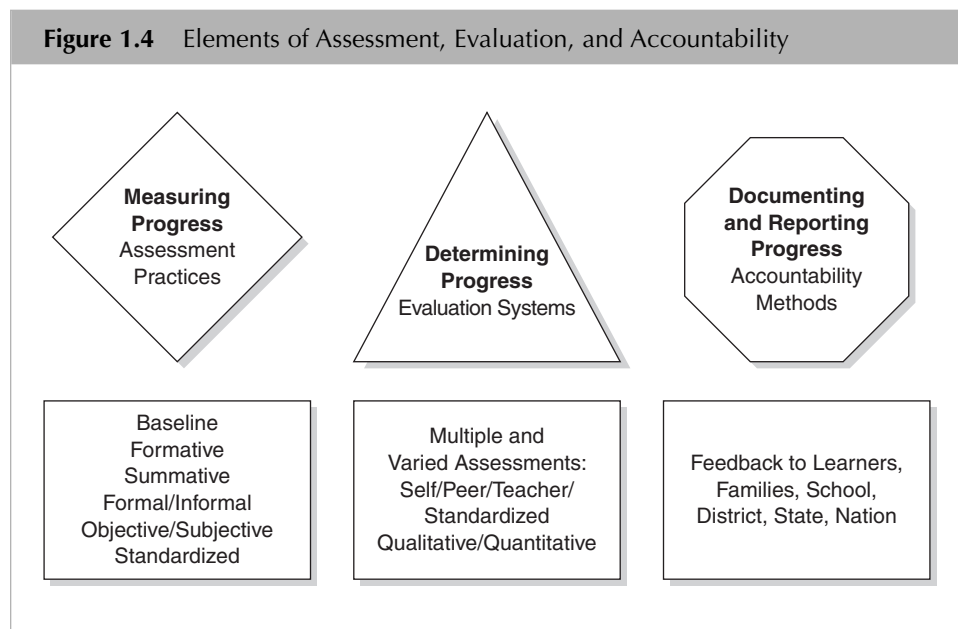 Figure 1.4 Elements of Assessment, Evaluation, and Accountability
Measuring
Progress
Assessment
Practices
Determining
Progress
Evaluation Systems
Documenting
and Reporting
Progress
Accountability
Methods
Baseline
Formative
Summative
Formal/Informal
Objective/Subjective
Standardized
Multiple and
Varied Assessments:
Self/Peer/Teacher/
Standardized
Qualitative/Quantitative
Feedback to Learners,
Families, School,
District, State, Nation